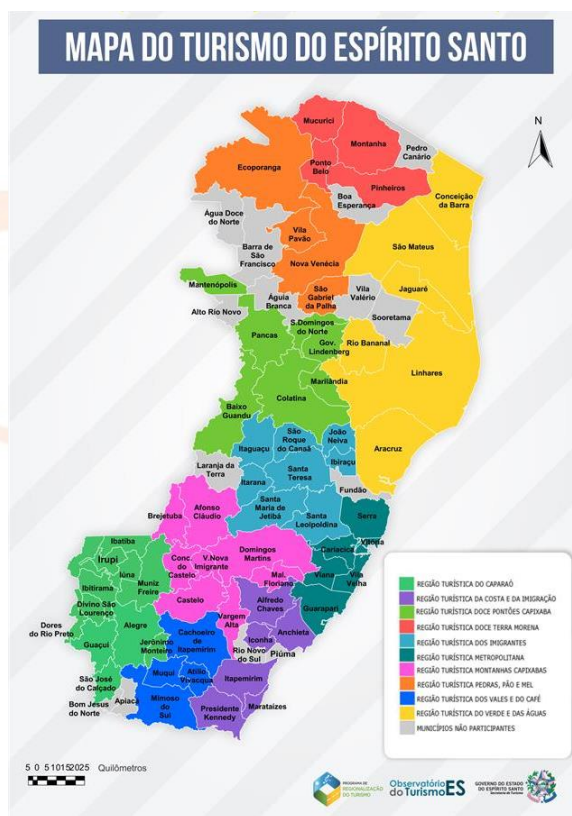 MAPA DO TURISMO DO ESPÍRITO SANTO
N
Mucurici
Montanha
Pedro
Canário
Ecoporanga
Ponto
Belo
Pinheiros
Conceição
da Barra
Boa
Esperança
Água Doce
do Norte
Vila
Pavão
Barra de
São
Francisco
São Mateus
Nova Venécia
Mantenópolis
Águia
Branca
São
Gabriel
da Palha
Vila
Valério
Jaguaré
Alto Rio Novo
Sooretama
S.Domingos
do Norte
Pancas
Gov.
Lindenberg
Rio Bananal
Linhares
Marilândia
Colatina
Baixo
Guandu
São
Roque
do Canaã
João
Neiva
Itaguaçu
Aracruz
Ibiraçu
Laranja da
Terra
Santa
Teresa
Itarana
Fundão
Santa
Maria de
Jetibá
Santa
Leopoldina
Serra
Afonso
Cláudio
Brejetuba
Vitória
Cariacica
Ibatiba
Domingos
Martins
Irupi
Conc.
do
Castelo
V.Nova
Imigrante
Viana
Vila
Velha
Iúna
Mal.
Floriano
Ibitirama
Muniz
Freire
Alfredo
Chaves
Castelo
Guarapari
Divino São
Lourenço
Vargem
Alta
Dores
do Rio Preto
Alegre
Cachoeiro
de
Itapemirim
Anchieta
Guaçuí
Jerônimo
Monteiro
Iconha
Rio Novo
do Sul
Piúma
Muqui
Atílio
Vivacqua
Itapemirim
São José
do Calçado
Apiacá
Bom Jesus
do Norte
Mimoso
do
Sul
Presidente
Kennedy
Marataízes
REGIÃO TURÍSTICA DO CAPARAÓ
REGIÃO TURÍSTICA DA COSTA E DA IMIGRAÇÃO
REGIÃO TURÍSTICA DOCE PONTÕES CAPIXABA
REGIÃO TURÍSTICA DOCE TERRA MORENA
REGIÃO TURÍSTICA DOS IMIGRANTES
REGIÃO TURÍSTICA METROPOLITANA
REGIÃO TURÍSTICA MONTANHAS CAPIXABAS
REGIÃO TURÍSTICA PEDRAS, PÃO E MEL
REGIÃO TURÍSTICA DOS VALES E DO CAFÉ
REGIÃO TURÍSTICA DO VERDE E DAS ÁGUAS
MUNICÍPIOS NÃO PARTICIPANTES
5 0 5 10152025 Quilômetros
PROGRAMA DE
REGIONALIZAÇÃO
DO TURISMO
Observatório
do Turismo ES
GOVERNO DO ESTADO
DO ESPÍRITO SANTO
Secretaria de Turismo